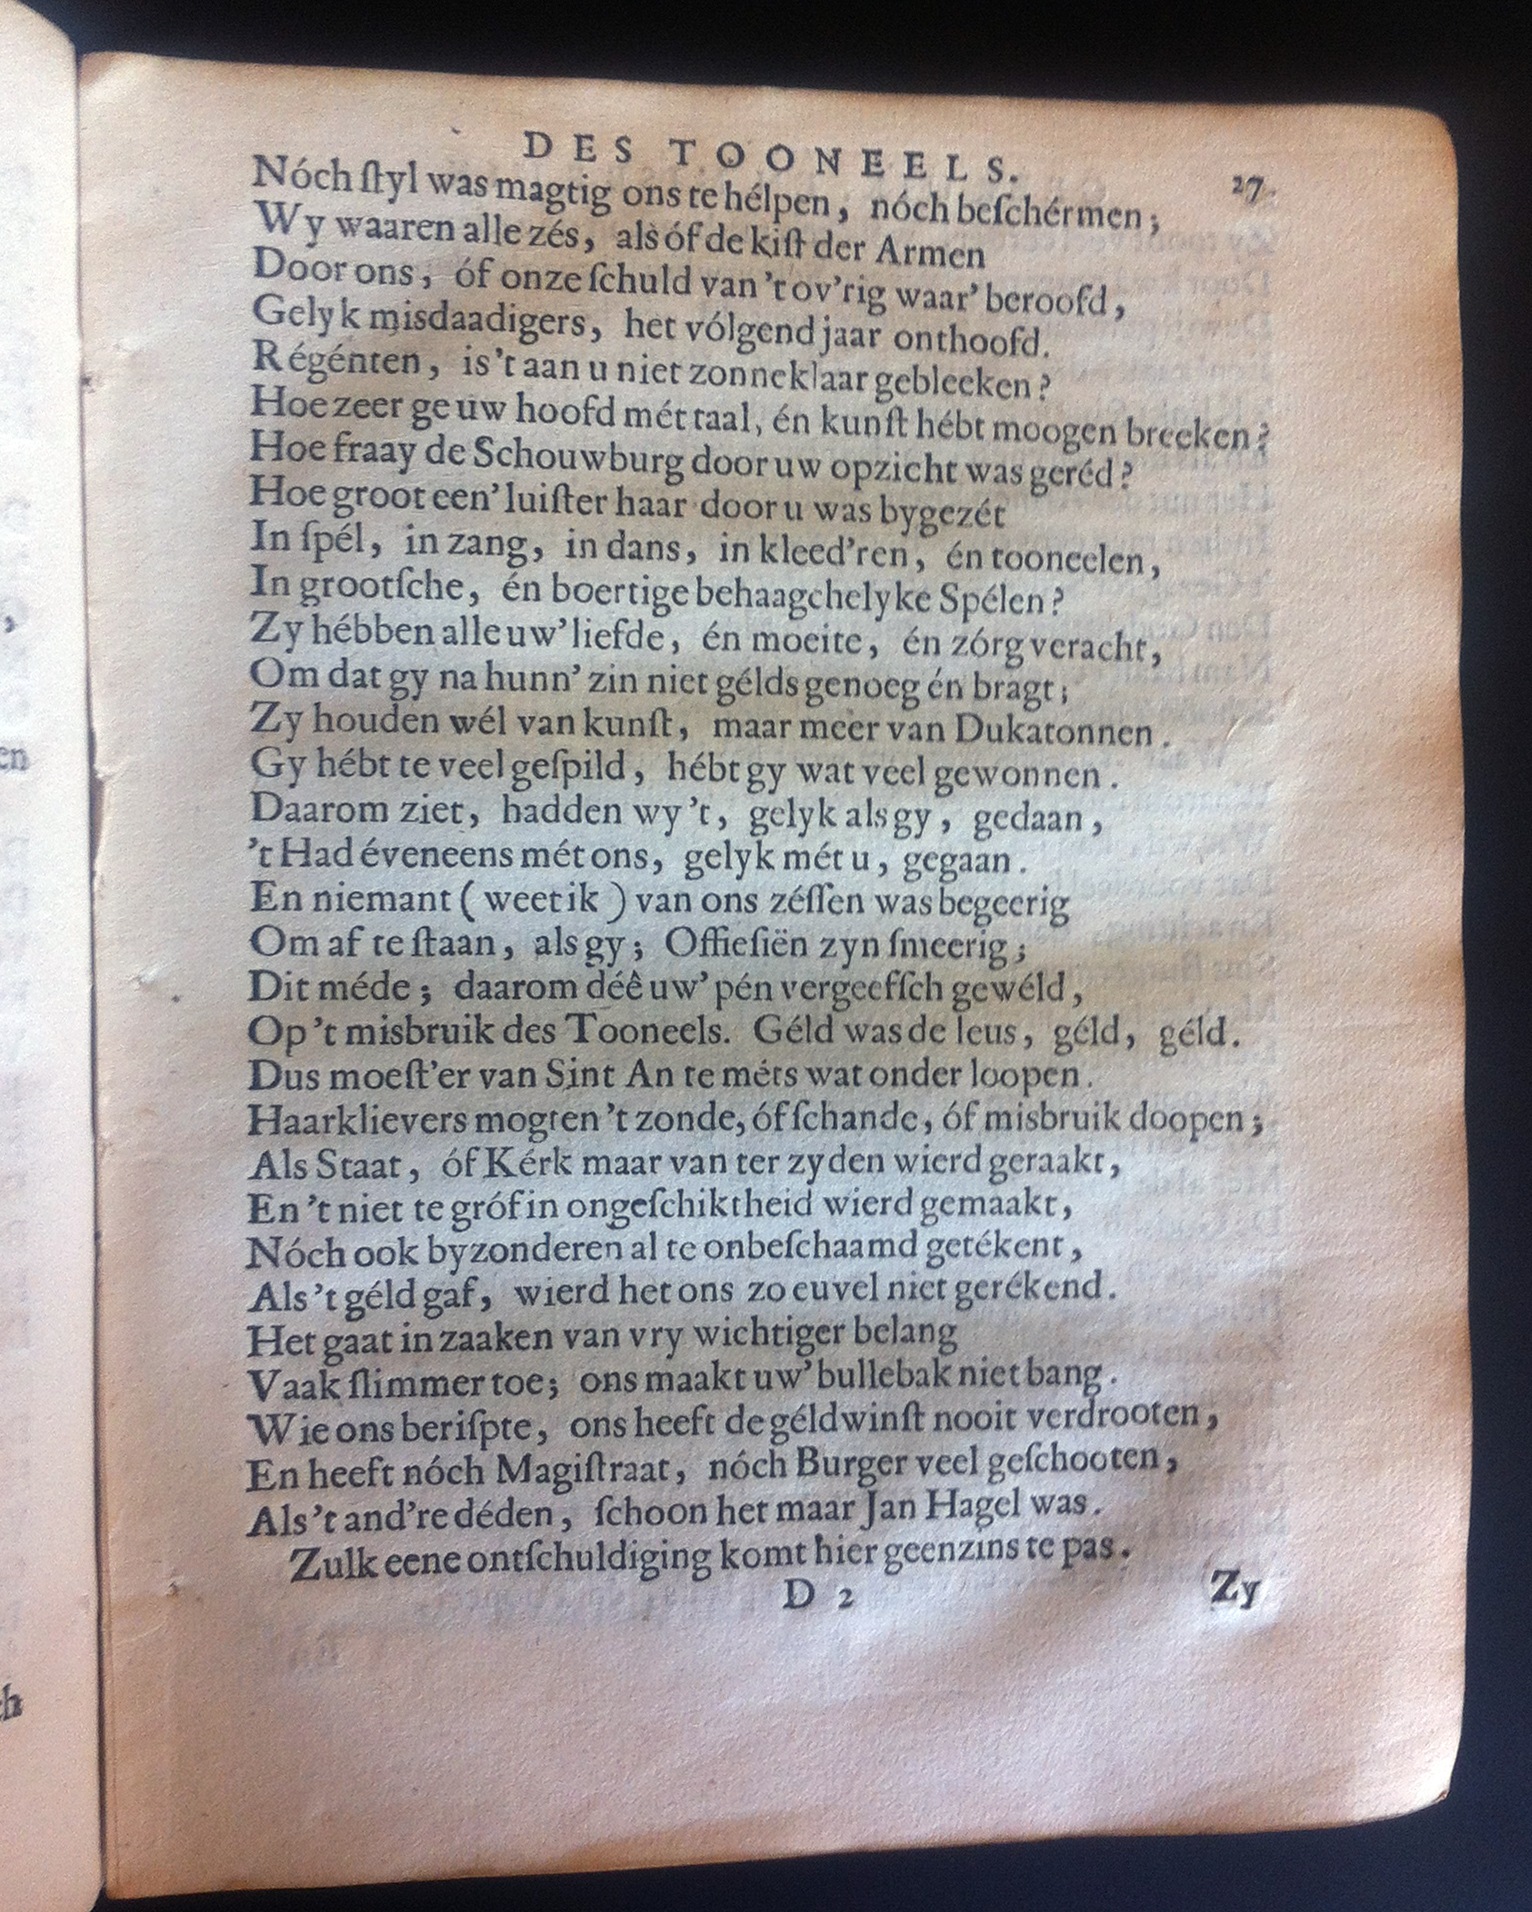 DES TOONEELS. 27
Nóch ſtyl was magtig ons te hélpen, nóch beſchérmen;
Wy waaren alle zés, als óf de kiſt der Armen
Door ons, óf onze ſchuld van 't ov'rig waar' beroofd,
Gelyk misdaadigers, het vólgend jaar onthoofd.
Régénten, is 't aan u niet zonneklaar gebleeken?
Hoe zeer ge uw hoofd mét taal, én kunſt hébt moogen breeken?
Hoe fraay de Schouwburg door uw opzicht was geréd?
Hoe groot een' luiſter haar door u was bygezét
In ſpél, in zang, in dans, in kleed'ren, én tooneelen,
In grootſche, én boertige behaagchelyke Spélen?
Zy hébben alle uw' liefde, én moeite, én zórg veracht,
Om dat gy na hunn' zin niet gélds genoeg én bragt;
Zy houden wél van kunſt, maar meer van Dukatonnen.
Gy hébt te veel geſpild, hébt gy wat veel gewonnen.
Daarom ziet, hadden wy 't, gelyk als gy, gedaan,
't Had éveneens mét ons, gelyk mét u, gegaan.
En niemant (weet ik) van ons zéſſen was begeerig
Om af te ſtaan, als gy; Offieſiën zyn ſmeerig;
Dit méde; daarom déê uw' pén vergeefſch gewéld,
Op 't misbruik des Tooneels. Géld was de leus, géld, géld.
Dus moeſt'er van Sint An te méts wat onder loopen.
Haarklievers mogten 't zonde, óf ſchande, óf misbruik doopen;
Als Staat, óf Kérk maar van ter zyden wierd geraakt,
En 't niet te gróf in ongeſchiktheid wierd gemaakt,
Nóch ook byzonderen al te onbeſchaamd getékent,
Als 't géld gaf, wierd het ons zo euvel niet gerékend.
Het gaat in zaaken van vry wichtiger belang
Vaak ſlimmer toe; ons maakt uw' bullebak niet bang.
Wie ons beriſpte, ons heeft de géldwinſt nooit verdrooten,
En heeft nóch Magiſtraat, nóch Burger veel geſchooten,
Als 't and're déden, ſchoon het maar Jan Hagel was.
Zulk eene ontſchuldiging komt hier geenzins te pas.
D 2 Zy